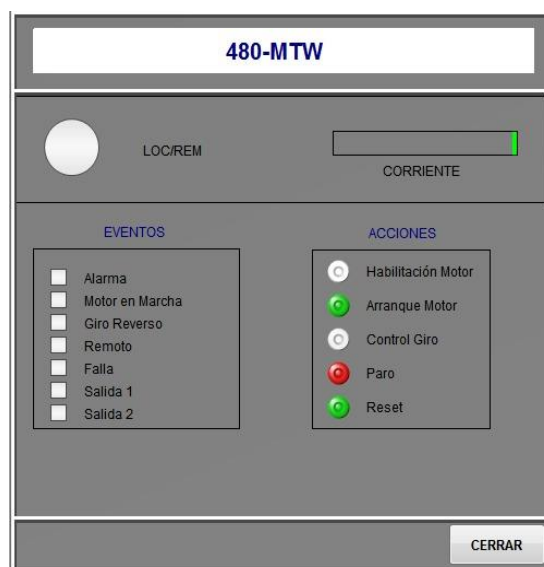 480-MTW
LOC/REM
CORRIENTE
EVENTOS
Alarma
Motor en Marcha
Giro Reverso
Remoto
Falla
Salida 1
Salida 2
ACCIONES
Habilitación Motor
Arranque Motor
Control Giro
Paro
Reset
CERRAR